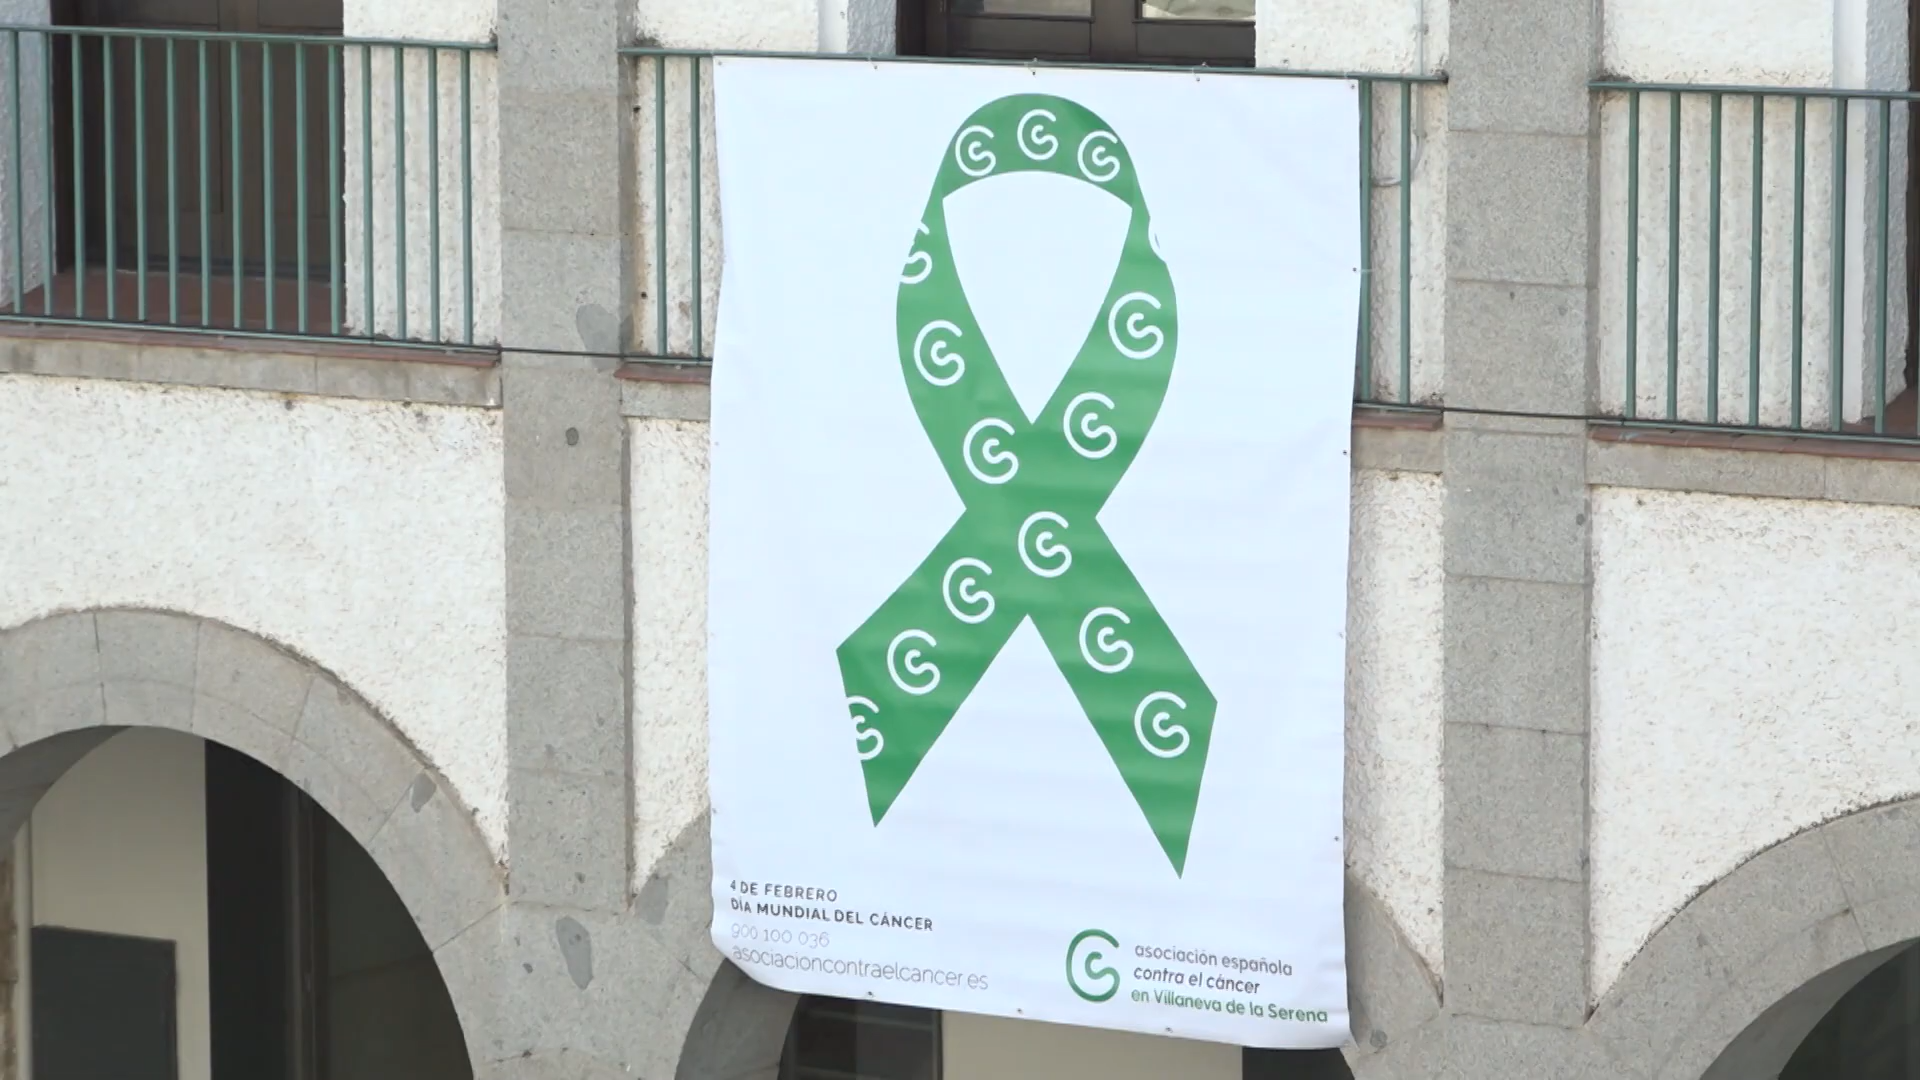 4 DE FEBRERO
DÍA MUNDIAL DEL CÁNCER
900 100 036
asociacioncontraelcancer.es
asociación española
contra el cáncer
en Villaneva de la Serena